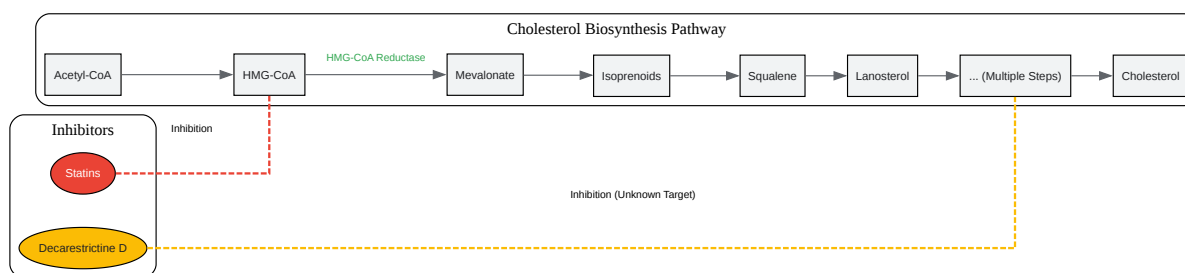 Cholesterol Biosynthesis Pathway
HMG-CoA Reductase
Acetyl-CoA
HMG-CoA
Mevalonate
Isoprenoids
Squalene
Lanosterol
... (Multiple Steps)
Cholesterol
Inhibitors
Inhibition
Statins
Inhibition (Unknown Target)
Decarestrictine D